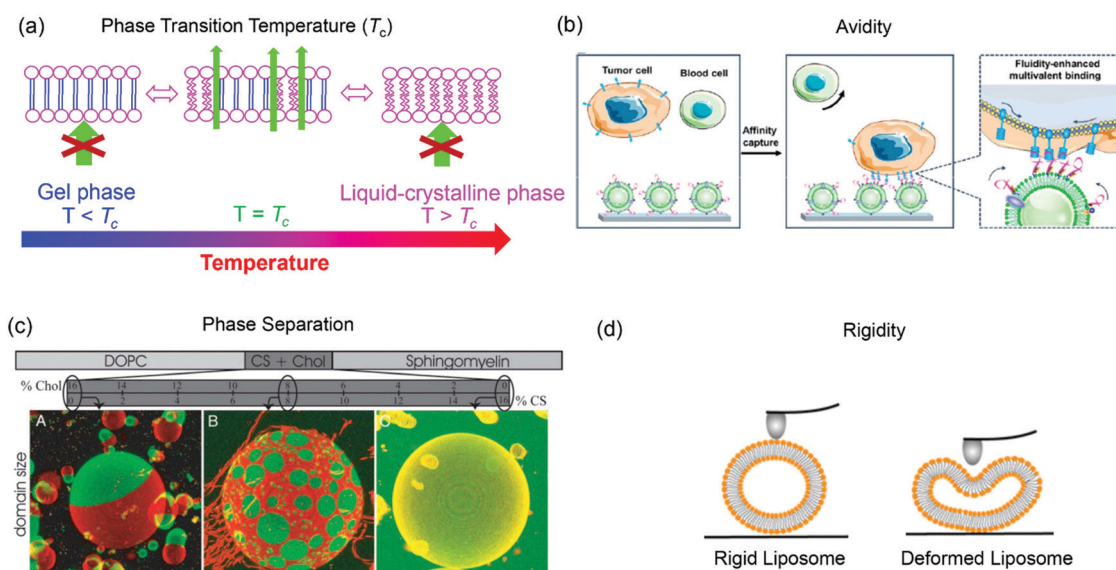 (a)
Phase Transition Temperature (Tc)
Gel phase
T < Tc
T = Tc
Liquid-crystalline phase
T > Tc
Temperature
(b)
Avidity
Tumor cell
Blood cell
Affinity
capture
Fluidity-enhanced
multivalent binding
(c)
Phase Separation
DOPC
CS + Chol
Sphingomyelin
% Chol
16 14 12 10 8 6 4 2 0
0 2 4 6 8 10 12 14 16
% CS
domain size
A
B
C
(d)
Rigidity
Rigid Liposome
Deformed Liposome